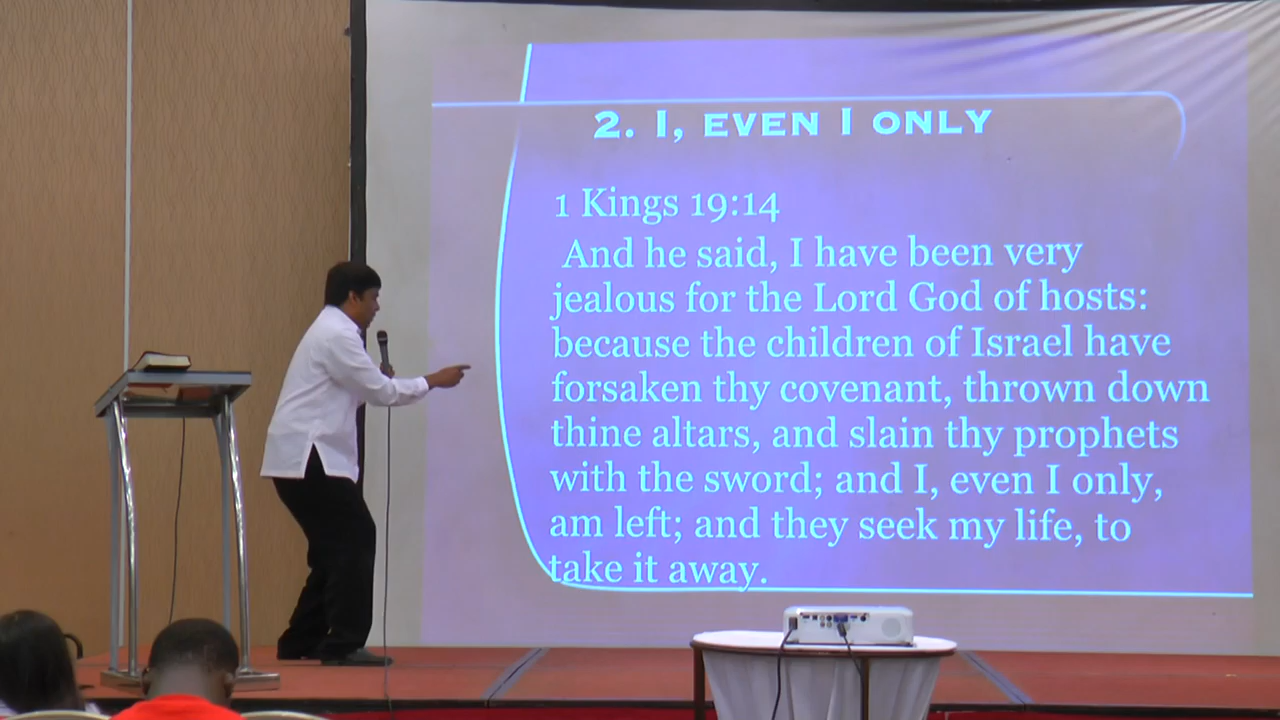 2. I, EVEN I ONLY
1 Kings 19:14
And he said, I have been very
jealous for the Lord God of hosts:
because the children of Israel have
forsaken thy covenant, thrown down
thine altars, and slain thy prophets
with the sword; and I, even I only,
am left; and they seek my life, to
take it away.